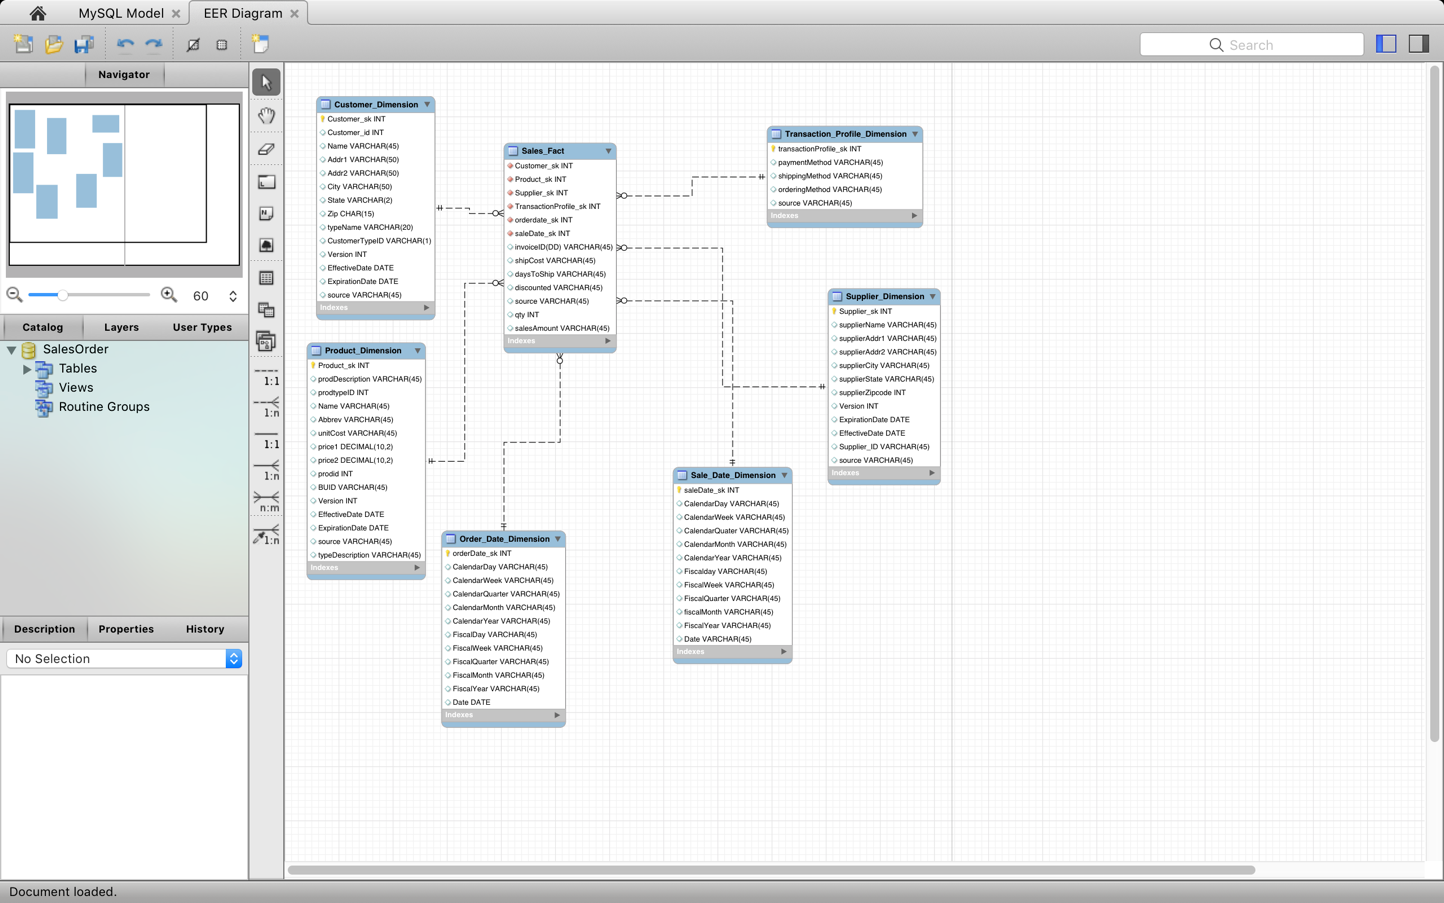 MySQL Model
EER Diagram
Search
Navigator
60
Catalog
Layers
User Types
SalesOrder
Tables
Views
Routine Groups
Description
Properties
History
No Selection
1:1
1:n
1:1
1:n
n:m
1:n
Customer_Dimension
Customer_sk INT
Customer_id INT
Name VARCHAR(45)
Addr1 VARCHAR(50)
Addr2 VARCHAR(50)
City VARCHAR(50)
State VARCHAR(2)
Zip CHAR(15)
typeName VARCHAR(20)
CustomerTypeID VARCHAR(1)
Version INT
EffectiveDate DATE
ExpirationDate DATE
source VARCHAR(45)
Indexes
Product_Dimension
Product_sk INT
prodDescription VARCHAR(45)
prodtypeID INT
Name VARCHAR(45)
Abbrev VARCHAR(45)
unitCost VARCHAR(45)
price1 DECIMAL(10,2)
price2 DECIMAL(10,2)
prodid INT
BUID VARCHAR(45)
Version INT
EffectiveDate DATE
ExpirationDate DATE
source VARCHAR(45)
typeDescription VARCHAR(45)
Indexes
Sales_Fact
Customer_sk INT
Product_sk INT
Supplier_sk INT
TransactionProfile_sk INT
orderdate_sk INT
saleDate_sk INT
invoiceID(DD) VARCHAR(45)
shipCost VARCHAR(45)
daysToShip VARCHAR(45)
discounted VARCHAR(45)
source VARCHAR(45)
qty INT
salesAmount VARCHAR(45)
Indexes
Order_Date_Dimension
orderDate_sk INT
CalendarDay VARCHAR(45)
CalendarWeek VARCHAR(45)
CalendarQuarter VARCHAR(45)
CalendarMonth VARCHAR(45)
CalendarYear VARCHAR(45)
FiscalDay VARCHAR(45)
FiscalWeek VARCHAR(45)
FiscalQuarter VARCHAR(45)
FiscalMonth VARCHAR(45)
FiscalYear VARCHAR(45)
Date DATE
Indexes
Transaction_Profile_Dimension
transactionProfile_sk INT
paymentMethod VARCHAR(45)
shippingMethod VARCHAR(45)
orderingMethod VARCHAR(45)
source VARCHAR(45)
Indexes
Supplier_Dimension
Supplier_sk INT
supplierName VARCHAR(45)
supplierAddr1 VARCHAR(45)
supplierAddr2 VARCHAR(45)
supplierCity VARCHAR(45)
supplierState VARCHAR(45)
supplierZipcode INT
Version INT
ExpirationDate DATE
EffectiveDate DATE
Supplier_ID VARCHAR(45)
source VARCHAR(45)
Indexes
Sale_Date_Dimension
saleDate_sk INT
CalendarDay VARCHAR(45)
CalendarWeek VARCHAR(45)
CalendarQuater VARCHAR(45)
CalendarMonth VARCHAR(45)
CalendarYear VARCHAR(45)
Fiscalday VARCHAR(45)
FiscalWeek VARCHAR(45)
FiscalQuarter VARCHAR(45)
fiscalMonth VARCHAR(45)
FiscalYear VARCHAR(45)
Date VARCHAR(45)
Indexes
Document loaded.